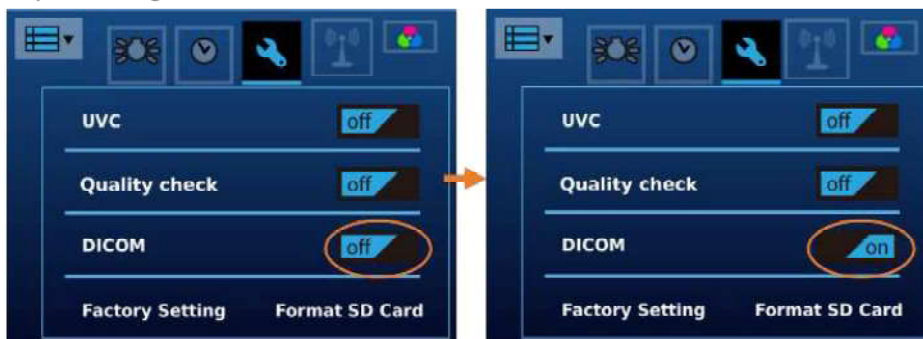 UVC off
Quality check off
DICOM off
Factory Setting Format SD Card
UVC off
Quality check off
DICOM on
Factory Setting Format SD Card